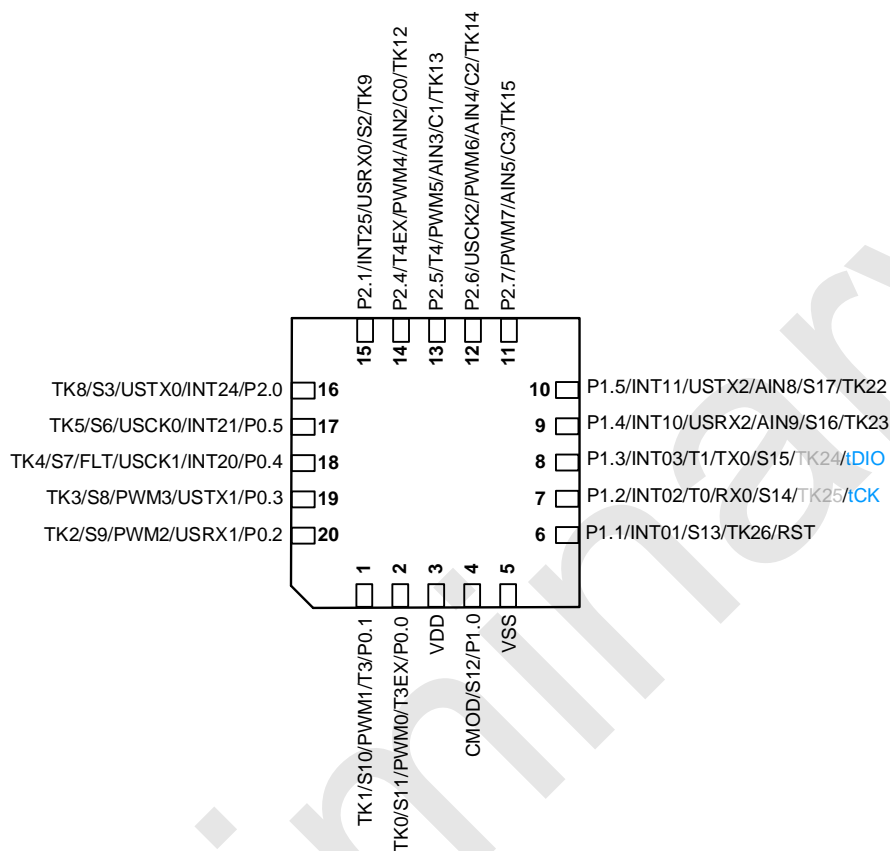 P2.1/INT25/USRX0/S2/TK9
P2.4/T4EX/PWM4/AIN2/C0/TK12
P2.5/T4/PWM5/AIN3/C1/TK13
P2.6/USCK2/PWM6/AIN4/C2/TK14
P2.7/PWM7/AIN5/C3/TK15
15 14 13 12 11
TK8/S3/USTX0/INT24/P2.0 16
10 P1.5/INT11/USTX2/AIN8/S17/TK22
TK5/S6/USCK0/INT21/P0.5 17
9 P1.4/INT10/USRX2/AIN9/S16/TK23
TK4/S7/FLT/USCK1/INT20/P0.4 18
8 P1.3/INT03/T1/TX0/S15/TK24/tDIO
TK3/S8/PWM3/USTX1/P0.3 19
7 P1.2/INT02/T0/RX0/S14/TK25/tCK
TK2/S9/PWM2/USRX1/P0.2 20
6 P1.1/INT01/S13/TK26/RST
1 2 3 4 5
TK1/S10/PWM1/T3/P0.1
TK0/S11/PWM0/T3EX/P0.0
VDD
CMOD/S12/P1.0
VSS